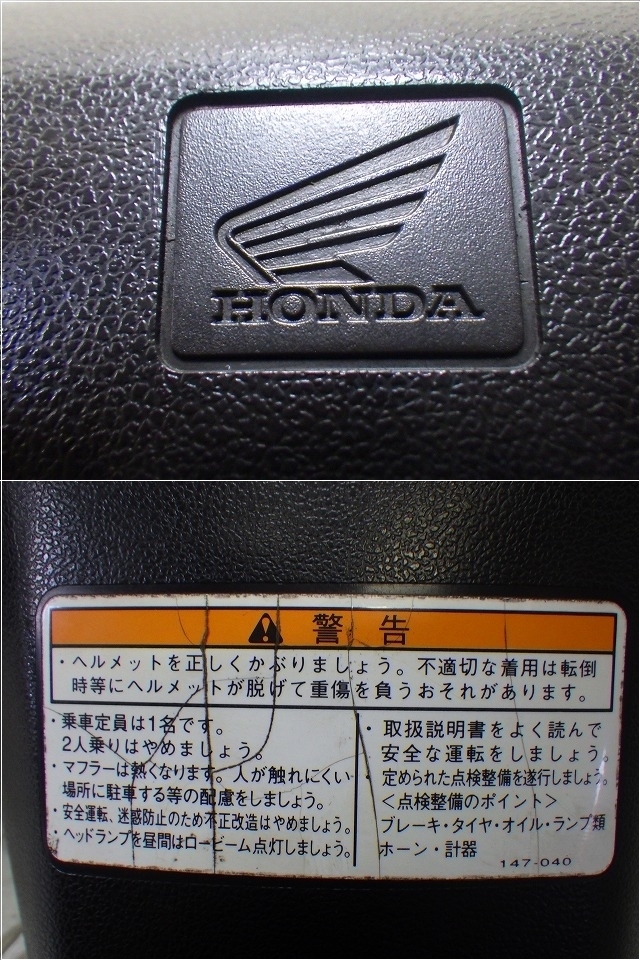 HONDA
警告
・ヘルメットを正しくかぶりましょう。不適切な着用は転倒
時等にヘルメットが脱げて重傷を負うおそれがあります。
・乗車定員は1名です。
2人乗りはやめましょう。
・マフラーは熱くなります。人が触れにくい
場所に駐車する等の配慮をしましょう。
・安全運転、迷惑防止のため不正改造はやめましょう。
・ヘッドランプを昼間はロービーム点灯しましょう。
・取扱説明書をよく読んで
安全な運転をしましょう。
・定められた点検整備を遂行しましょう。
＜点検整備のポイント＞
ブレーキ・タイヤ・オイル・ランプ類
ホーン・計器
147-040